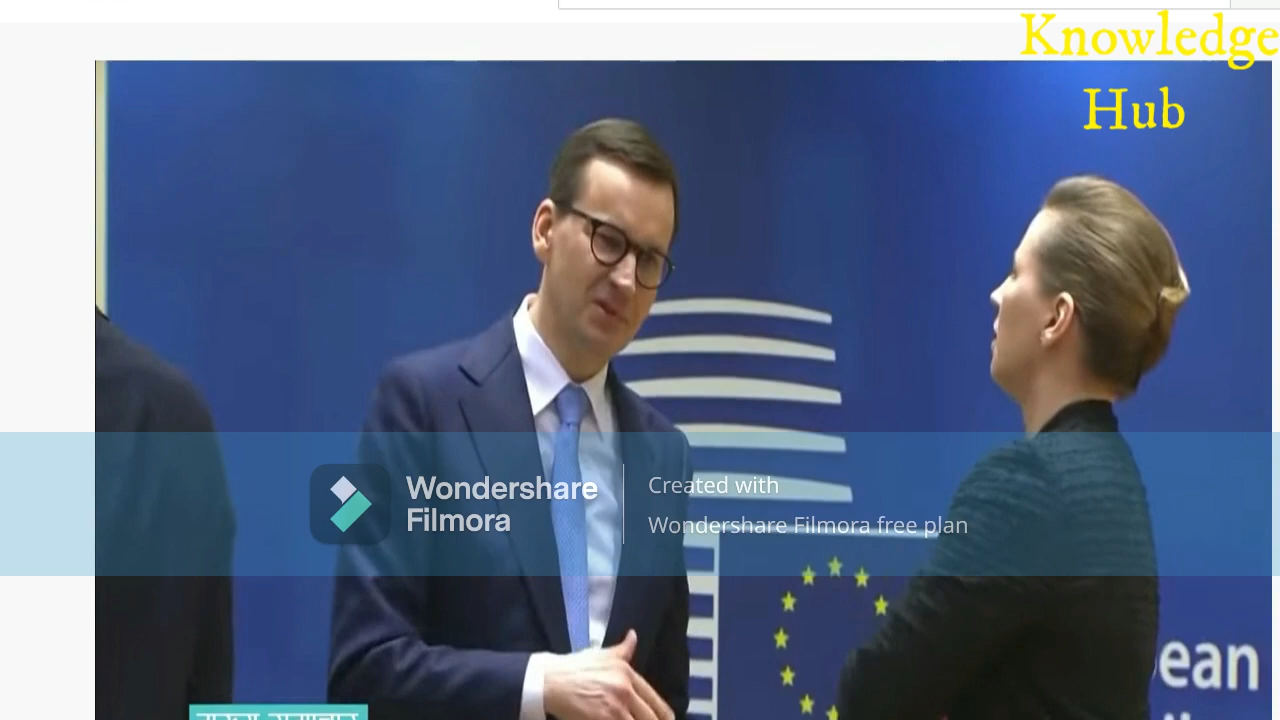 Knowledge
Hub
Wondershare
Filmora
Created with
Wondershare Filmora free plan
ean